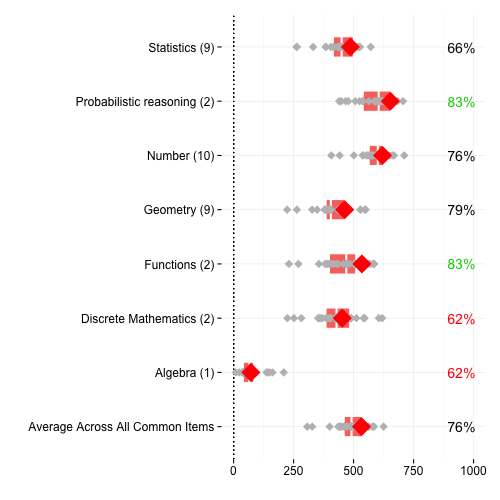 Statistics (9) 66%
Probabilistic reasoning (2) 83%
Number (10) 76%
Geometry (9) 79%
Functions (2) 83%
Discrete Mathematics (2) 62%
Algebra (1) 62%
Average Across All Common Items 76%
0 250 500 750 1000